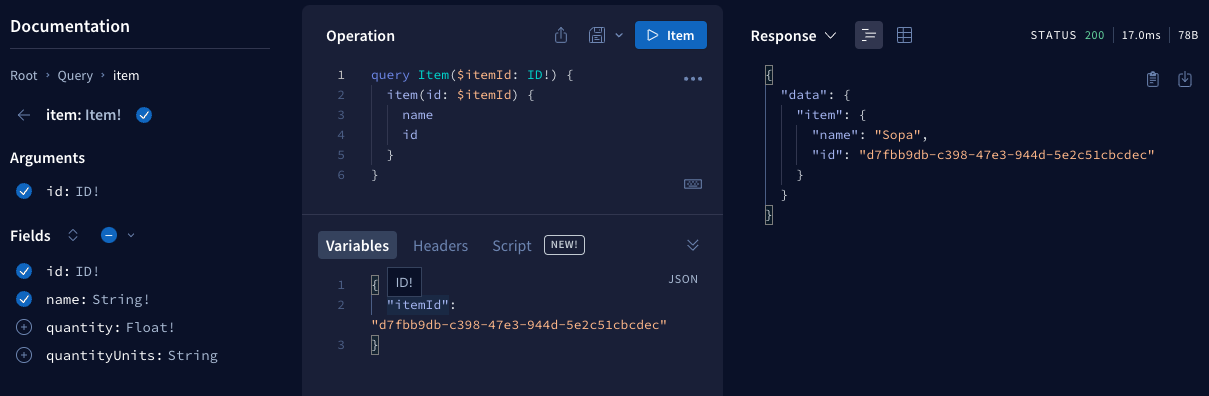 Documentation
Root › Query › item
item: Item!
Arguments
id: ID!
Fields
id: ID!
name: String!
quantity: Float!
quantityUnits: String
Operation
Item
1 query Item($itemId: ID!) {
2 item(id: $itemId) {
3 name
4 id
5 }
6 }
Variables Headers Script NEW!
JSON
1 {
ID!
2 "itemId":
"d7fbb9db-c398-47e3-944d-5e2c51cbcdec"
3 }
Response
STATUS 200 | 17.0ms | 78B
{
"data": {
"item": {
"name": "Sopa",
"id": "d7fbb9db-c398-47e3-944d-5e2c51cbcdec"
}
}
}